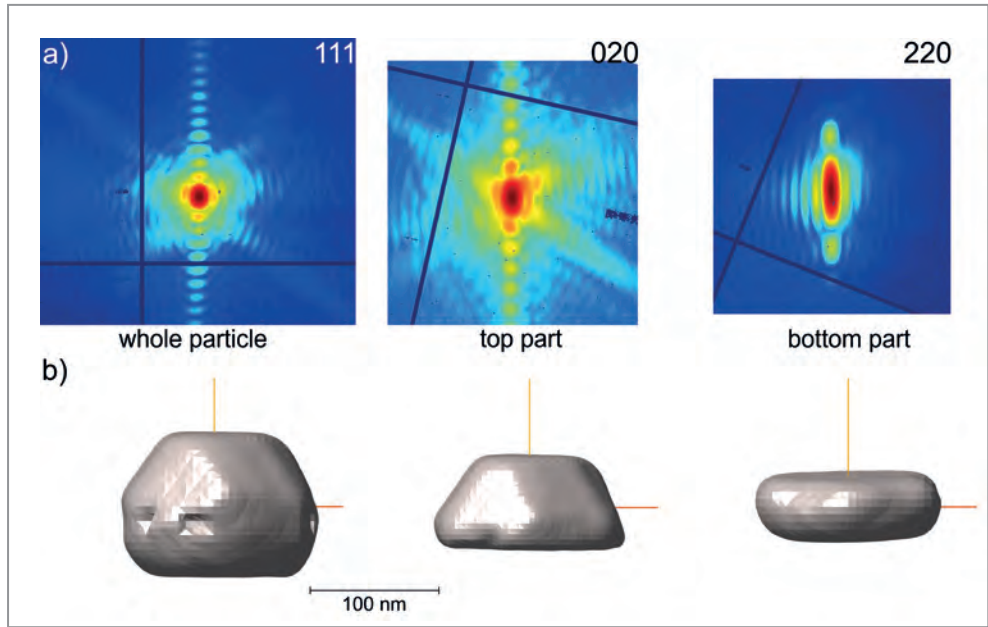 a)
111
020
220
whole particle
top part
bottom part
b)
100 nm